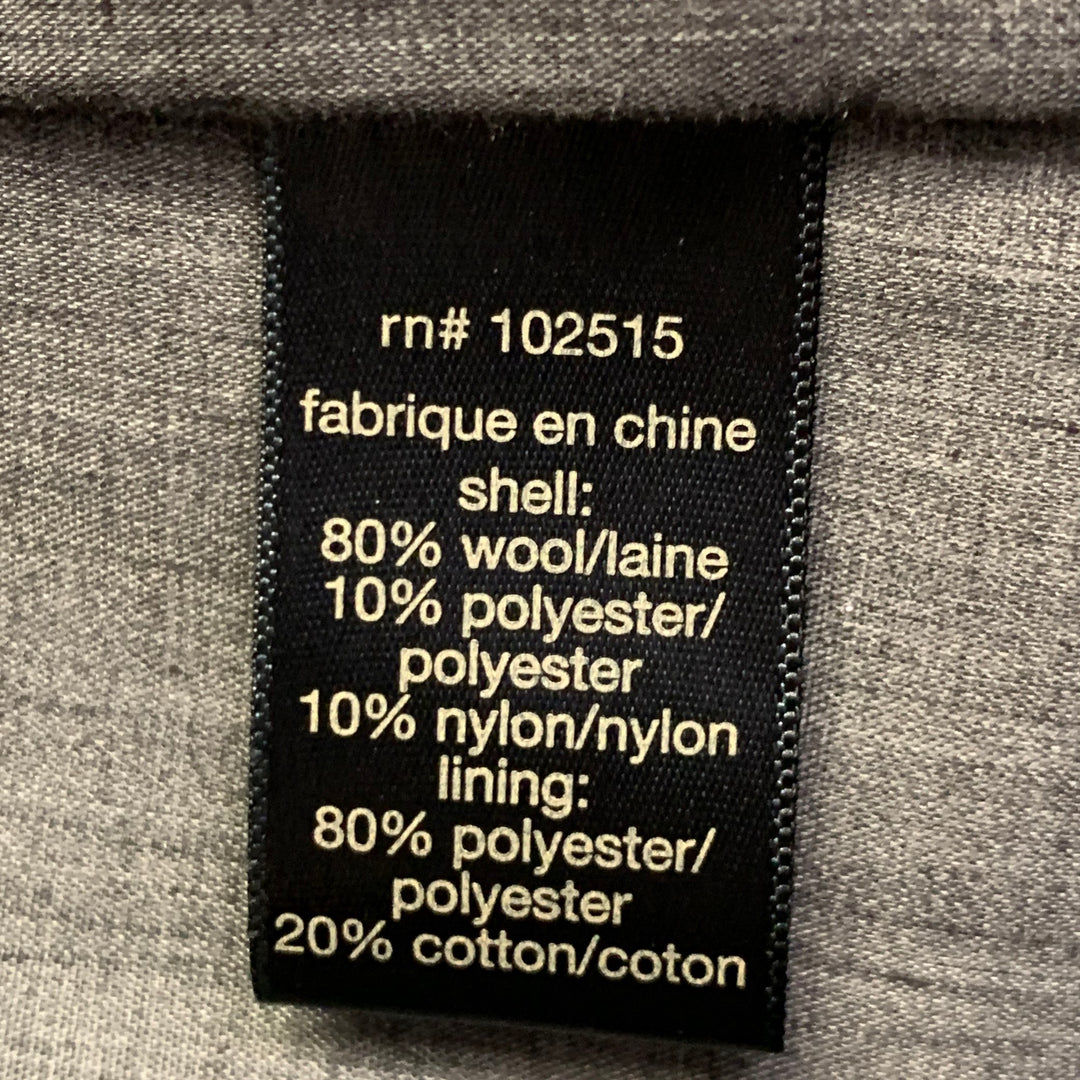 rn# 102515
fabrique en chine
shell:
80% wool/laine
10% polyester/
polyester
10% nylon/nylon
lining:
80% polyester/
polyester
20% cotton/coton